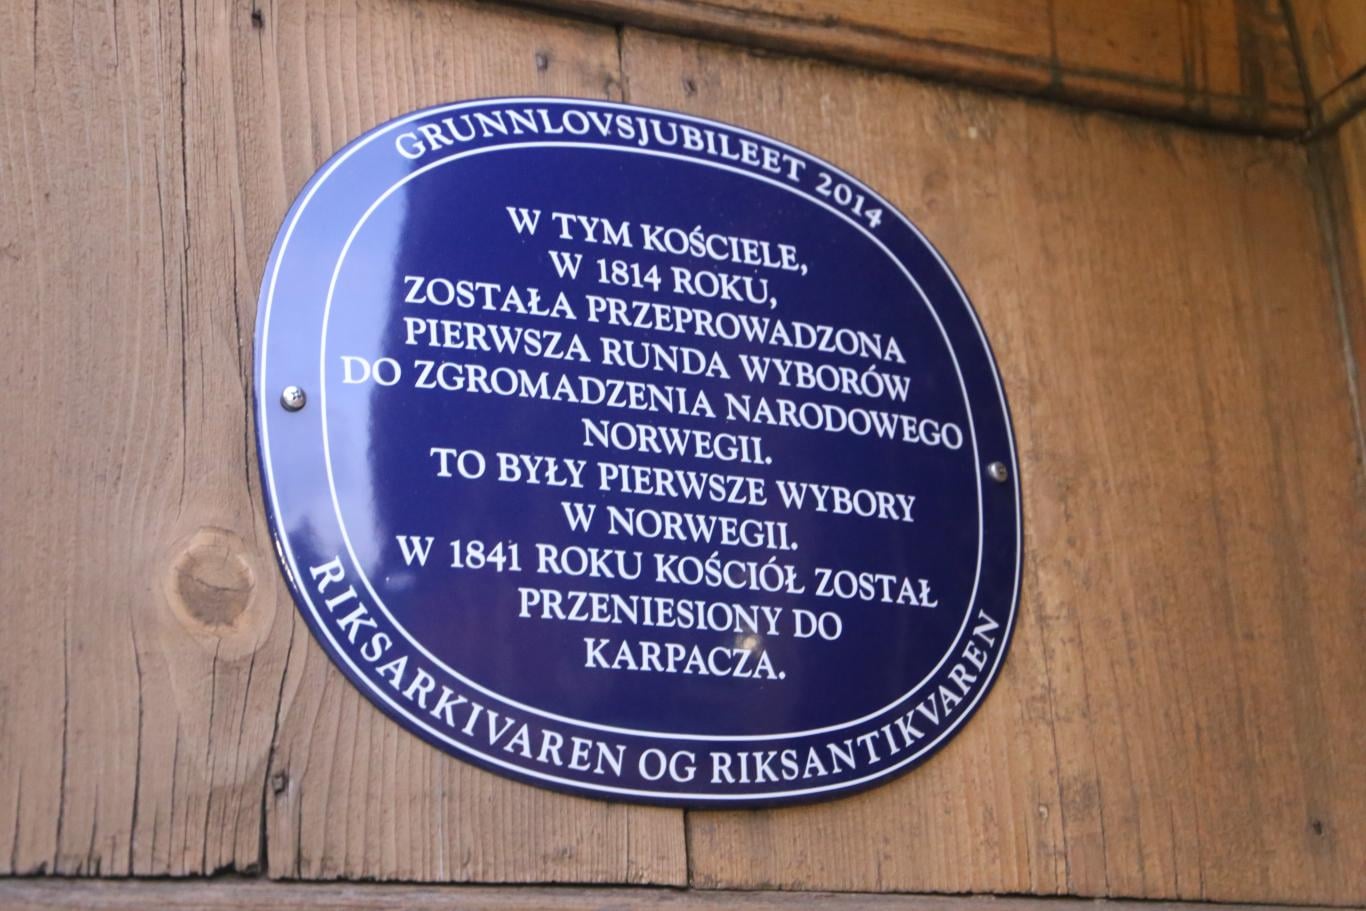 GRUNNLOVSJUBILEET 2014
W TYM KOŚCIELE,
W 1814 ROKU,
ZOSTAŁA PRZEPROWADZONA
PIERWSZA RUNDA WYBORÓW
DO ZGROMADZENIA NARODOWEGO
NORWEGII.
TO BYŁY PIERWSZE WYBORY
W NORWEGII.
W 1841 ROKU KOŚCIÓŁ ZOSTAŁ
PRZENIESIONY DO
KARPACZA.
RIKSARKIVAREN OG RIKSANTIKVAREN